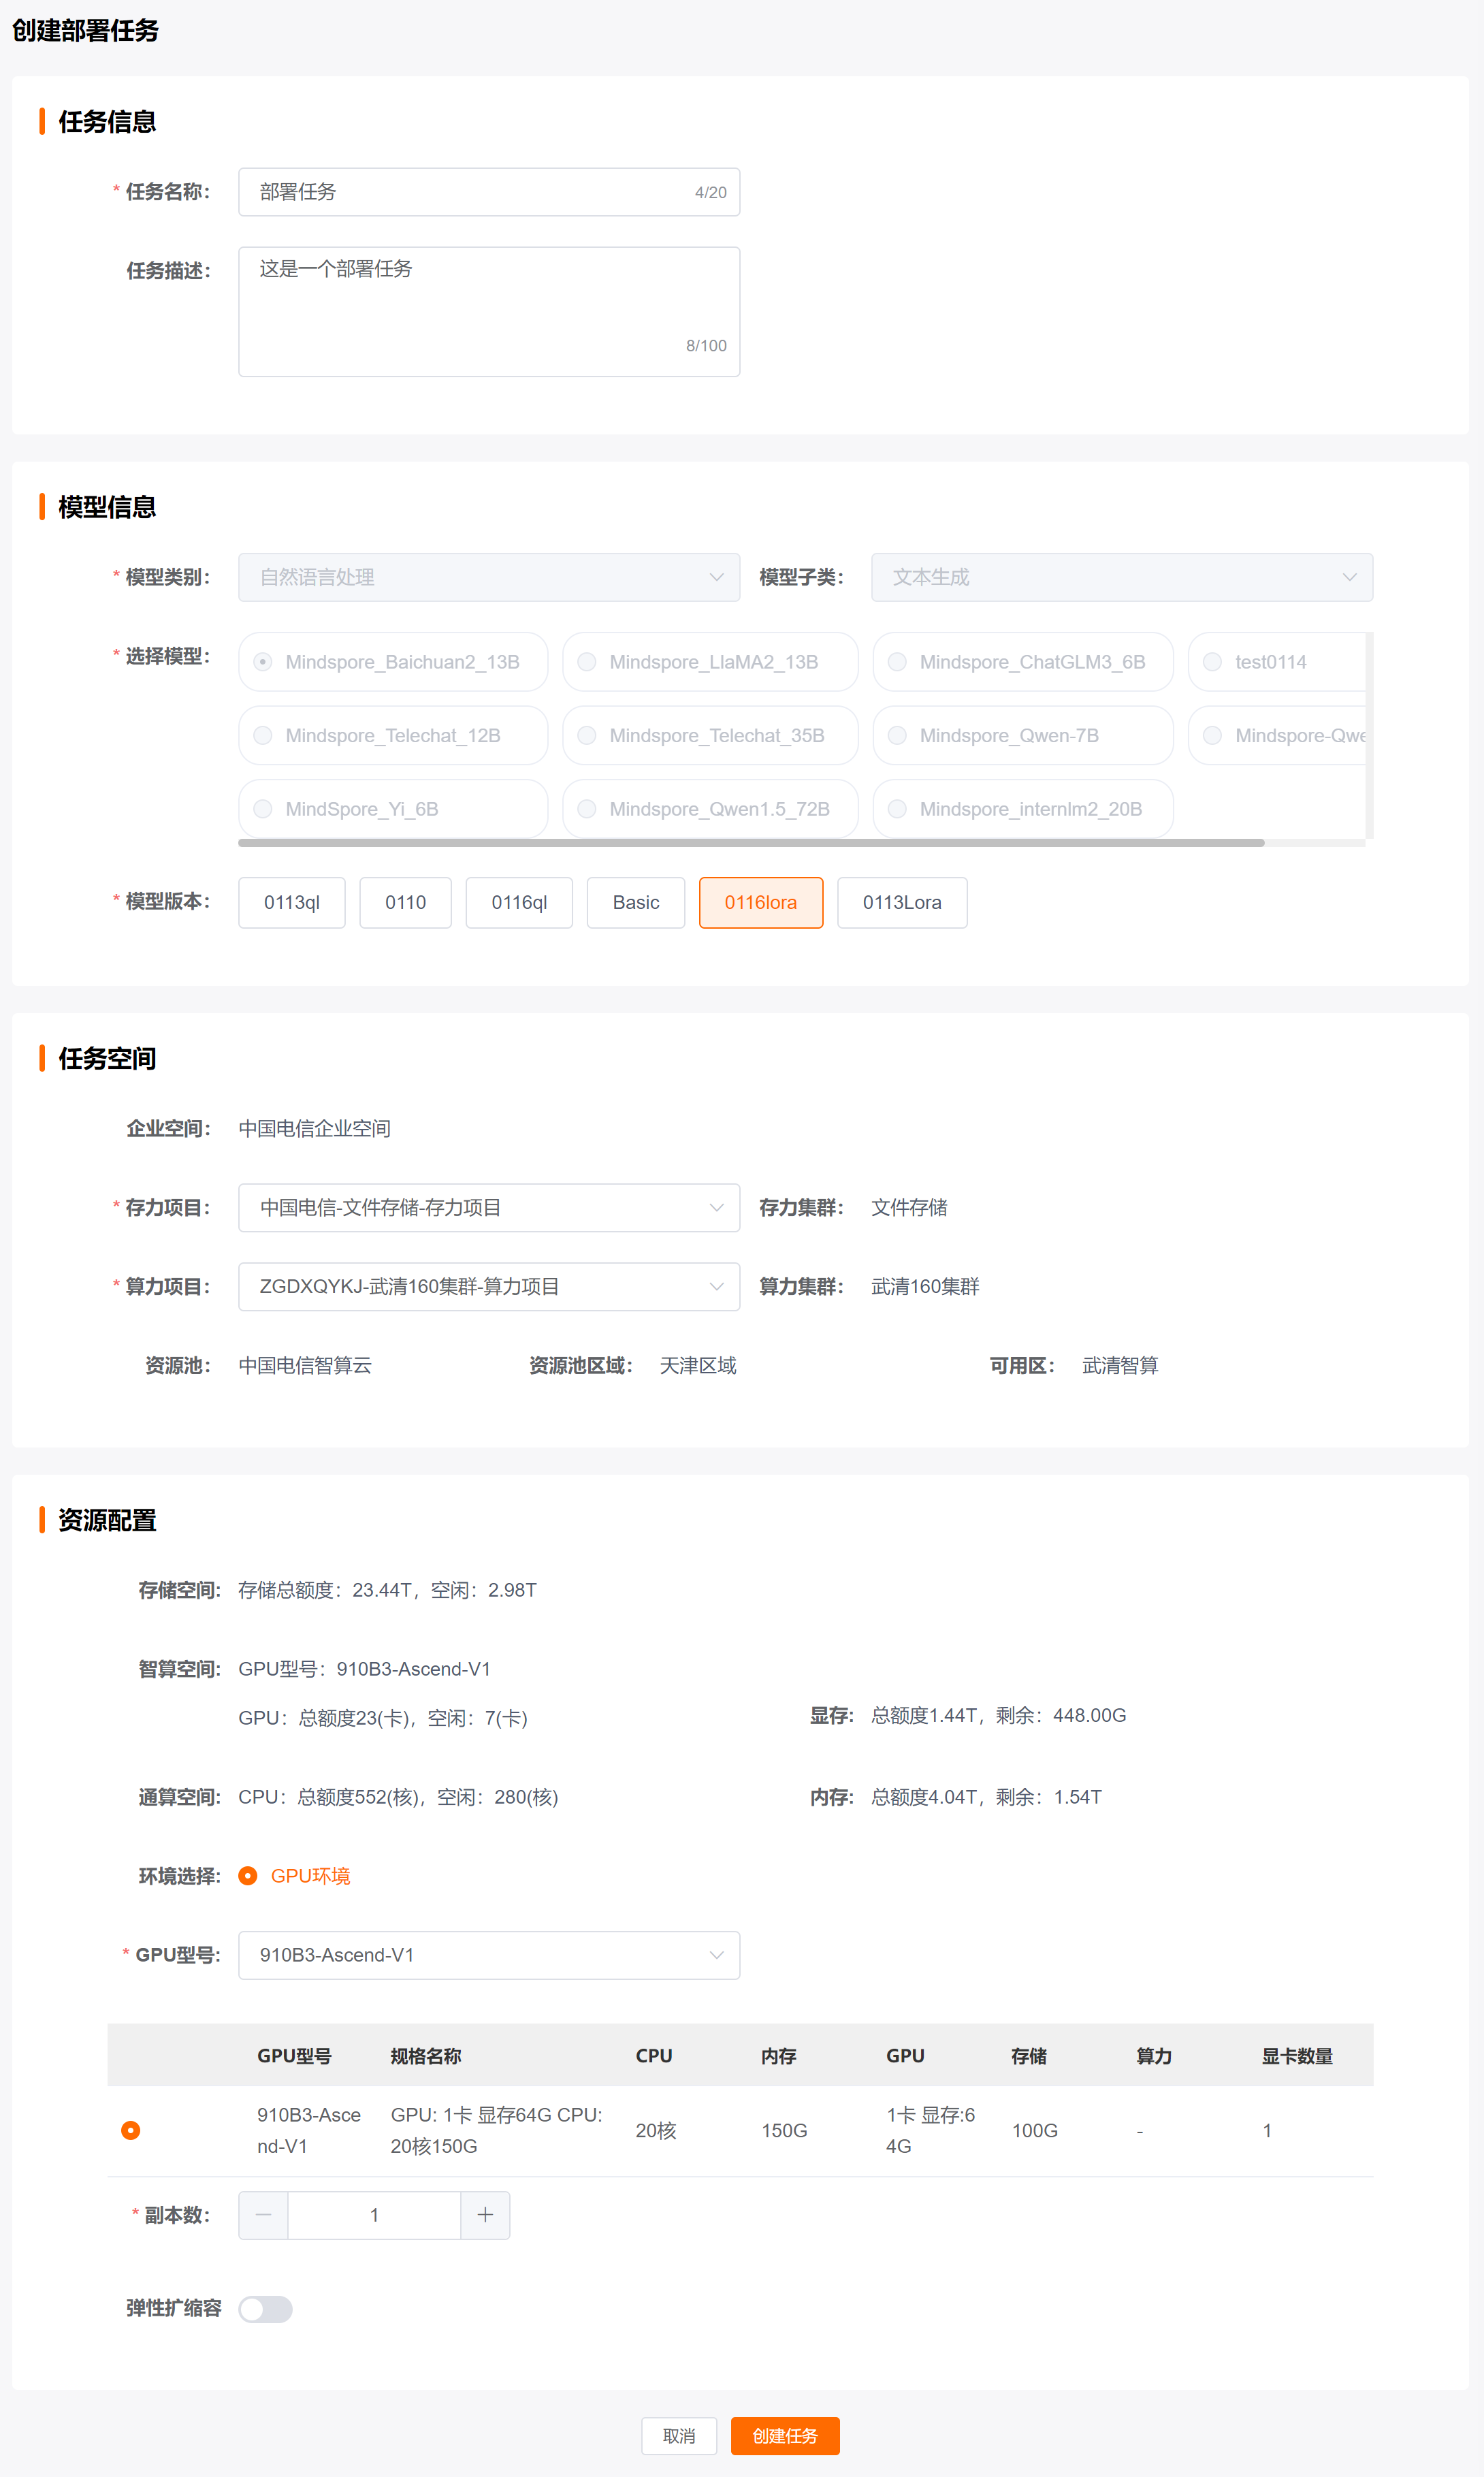 创建部署任务
任务信息
* 任务名称： 部署任务 4/20
任务描述： 这是一个部署任务
8/100
模型信息
* 模型类别： 自然语言处理 模型子类： 文本生成
* 选择模型： Mindspore_Baichuan2_13B Mindspore_LlaMA2_13B Mindspore_ChatGLM3_6B test0114
Mindspore_Telechat_12B Mindspore_Telechat_35B Mindspore_Qwen-7B Mindspore-Qwe
MindSpore_Yi_6B Mindspore_Qwen1.5_72B Mindspore_internlm2_20B
* 模型版本： 0113ql 0110 0116ql Basic 0116lora 0113Lora
任务空间
企业空间： 中国电信企业空间
* 存力项目： 中国电信-文件存储-存力项目 存力集群： 文件存储
* 算力项目： ZGDXQYKJ-武清160集群-算力项目 算力集群： 武清160集群
资源池： 中国电信智算云 资源池区域： 天津区域 可用区： 武清智算
资源配置
存储空间: 存储总额度：23.44T，空闲：2.98T
智算空间: GPU型号：910B3-Ascend-V1
GPU：总额度23(卡)，空闲：7(卡) 显存: 总额度1.44T，剩余：448.00G
通算空间: CPU：总额度552(核)，空闲：280(核) 内存: 总额度4.04T，剩余：1.54T
环境选择: GPU环境
* GPU型号: 910B3-Ascend-V1
GPU型号 规格名称 CPU 内存 GPU 存储 算力 显卡数量
910B3-Asce GPU: 1卡 显存64G CPU: 20核 150G 1卡 显存:6 100G - 1
nd-V1 20核150G 4G
* 副本数： 1
弹性扩缩容
取消 创建任务